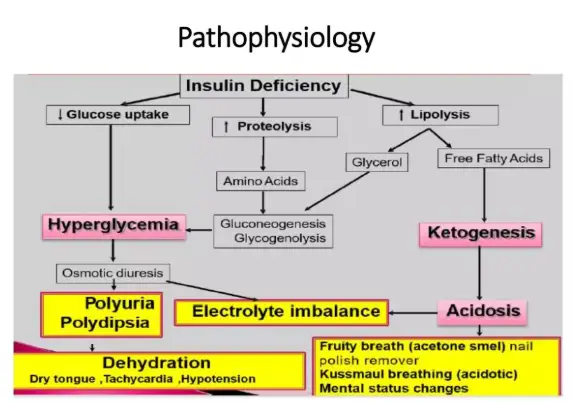 Pathophysiology
Insulin Deficiency
↓ Glucose uptake
↑ Proteolysis
↑ Lipolysis
Glycerol
Free Fatty Acids
Amino Acids
Hyperglycemia
Gluconeogenesis
Glycogenolysis
Ketogenesis
Osmotic diuresis
Polyuria
Polydipsia
Electrolyte imbalance
Acidosis
Dehydration
Dry tongue ,Tachycardia ,Hypotension
Fruity breath (acetone smel) nail
polish remover
Kussmaul breathing (acidotic)
Mental status changes